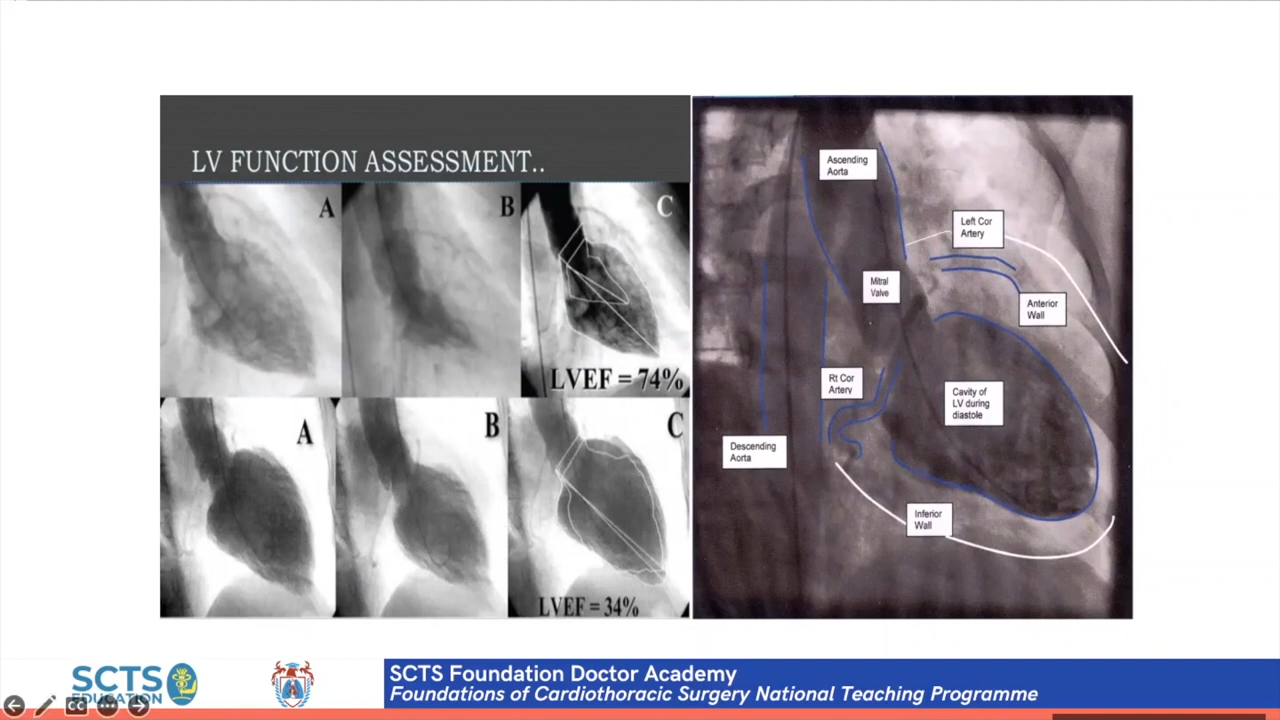 LV FUNCTION ASSESSMENT..
A
B
C
LVEF = 74%
A
B
C
LVEF = 34%
Ascending
Aorta
Left Cor
Artery
Mitral
Valve
Anterior
Wall
Rt Cor
Artery
Cavity of
LV during
diastole
Descending
Aorta
Inferior
Wall
SCTS
EDUCATION
SCTS Foundation Doctor Academy
Foundations of Cardiothoracic Surgery National Teaching Programme
CC